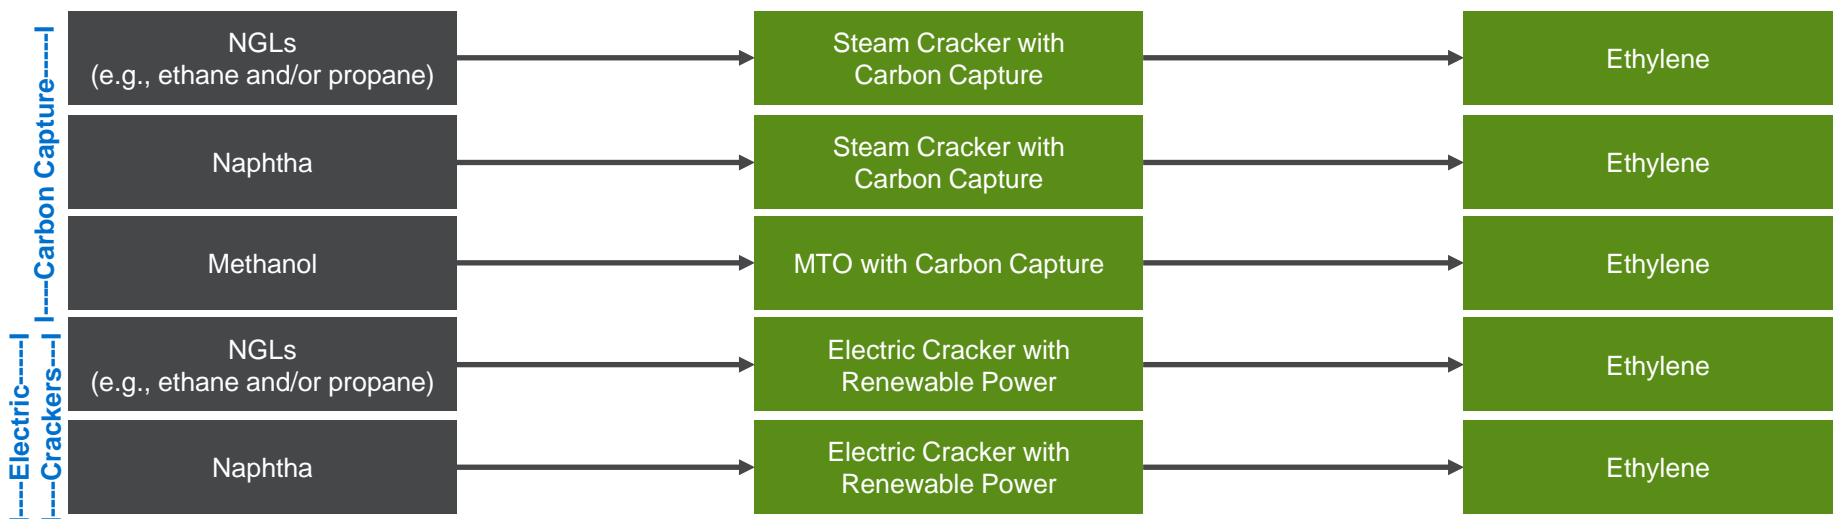 I----Carbon Capture-----I
NGLs
(e.g., ethane and/or propane)
Steam Cracker with
Carbon Capture
Ethylene
Naphtha
Steam Cracker with
Carbon Capture
Ethylene
Methanol
MTO with Carbon Capture
Ethylene
I----Electric-----I
I----Crackers---I
NGLs
(e.g., ethane and/or propane)
Electric Cracker with
Renewable Power
Ethylene
Naphtha
Electric Cracker with
Renewable Power
Ethylene